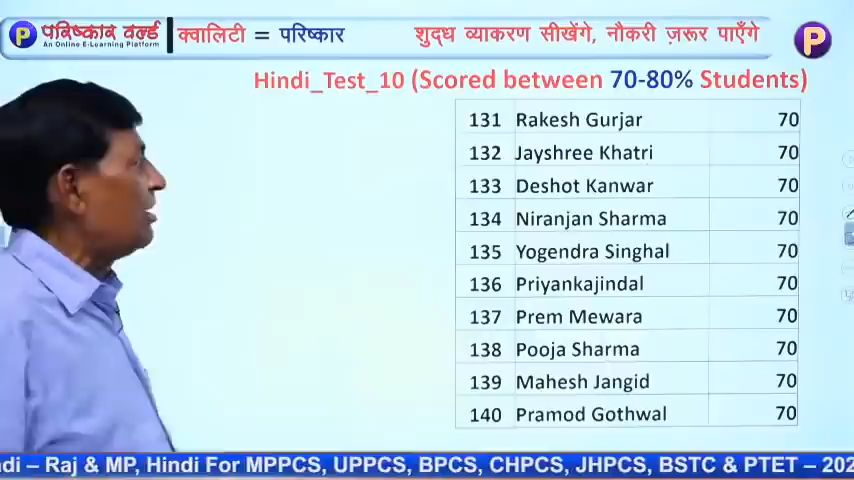 P परिष्कार वर्ल्ड
An Online E-Learning Platform
क्वालिटी = परिष्कार
शुद्ध व्याकरण सीखेंगे, नौकरी ज़रूर पाएँगे
P
Hindi_Test_10 (Scored between 70-80% Students)
131 Rakesh Gurjar 70
132 Jayshree Khatri 70
133 Deshot Kanwar 70
134 Niranjan Sharma 70
135 Yogendra Singhal 70
136 Priyankajindal 70
137 Prem Mewara 70
138 Pooja Sharma 70
139 Mahesh Jangid 70
140 Pramod Gothwal 70
di – Raj & MP, Hindi For MPPCS, UPPCS, BPCS, CHPCS, JHPCS, BSTC & PTET – 202